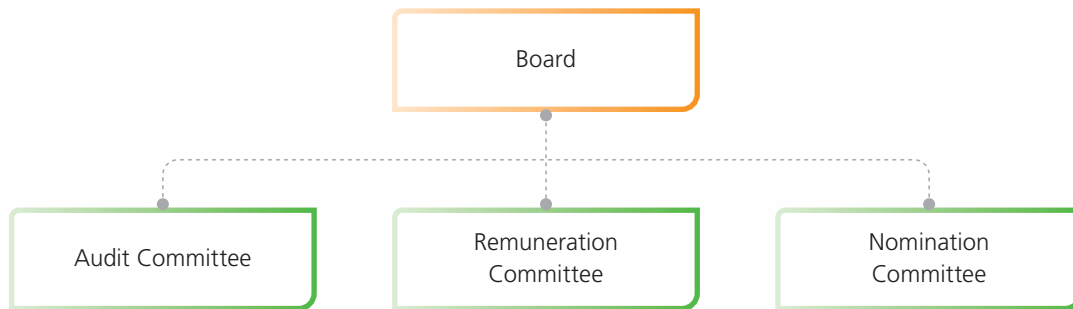 Board
Audit Committee
Remuneration
Committee
Nomination
Committee